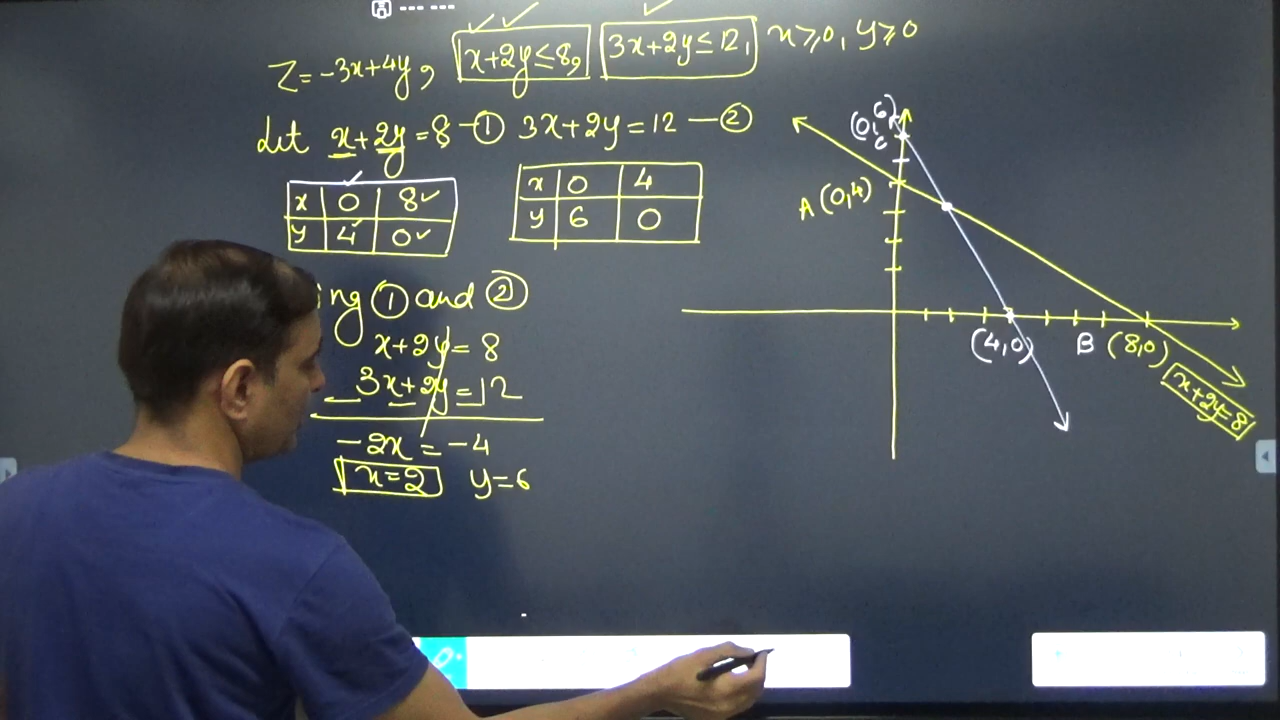 Z = -3x+4y, x+2y≤8, 3x+2y≤12, x≥0, y≥0
Let x+2y=8 -① 3x+2y=12 -②
x 0 8
y 4 0
x 0 4
y 6 0
ing ① and ②
x+2y=8
3x+2y=12
-2x = -4
x=2 y=6
(0,6)
C
A (0,4)
(4,0) B (8,0)
x+2y=8